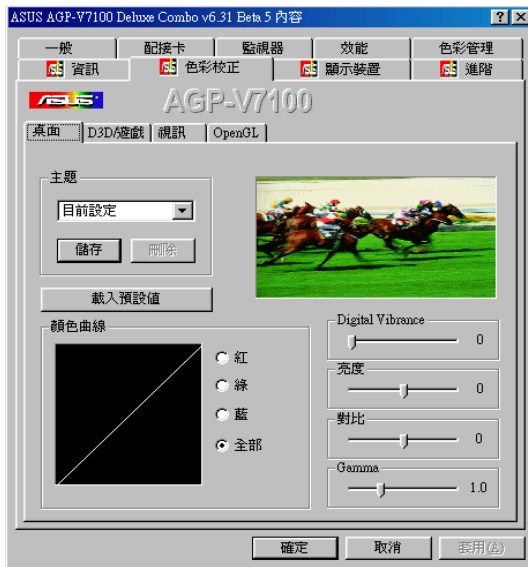 ASUS AGP-V7100 Deluxe Combo v6.31 Beta 5 內容
一般 配接卡 監視器 效能 色彩管理
資訊 色彩校正 顯示裝置 進階
ASUS AGP-V7100
桌面 D3D/遊戲 視訊 OpenGL
主題
目前設定
儲存 刪除
載入預設值
顏色曲線
紅
綠
藍
全部
Digital Vibrance
0
亮度
0
對比
0
Gamma
1.0
確定 取消 套用(A)